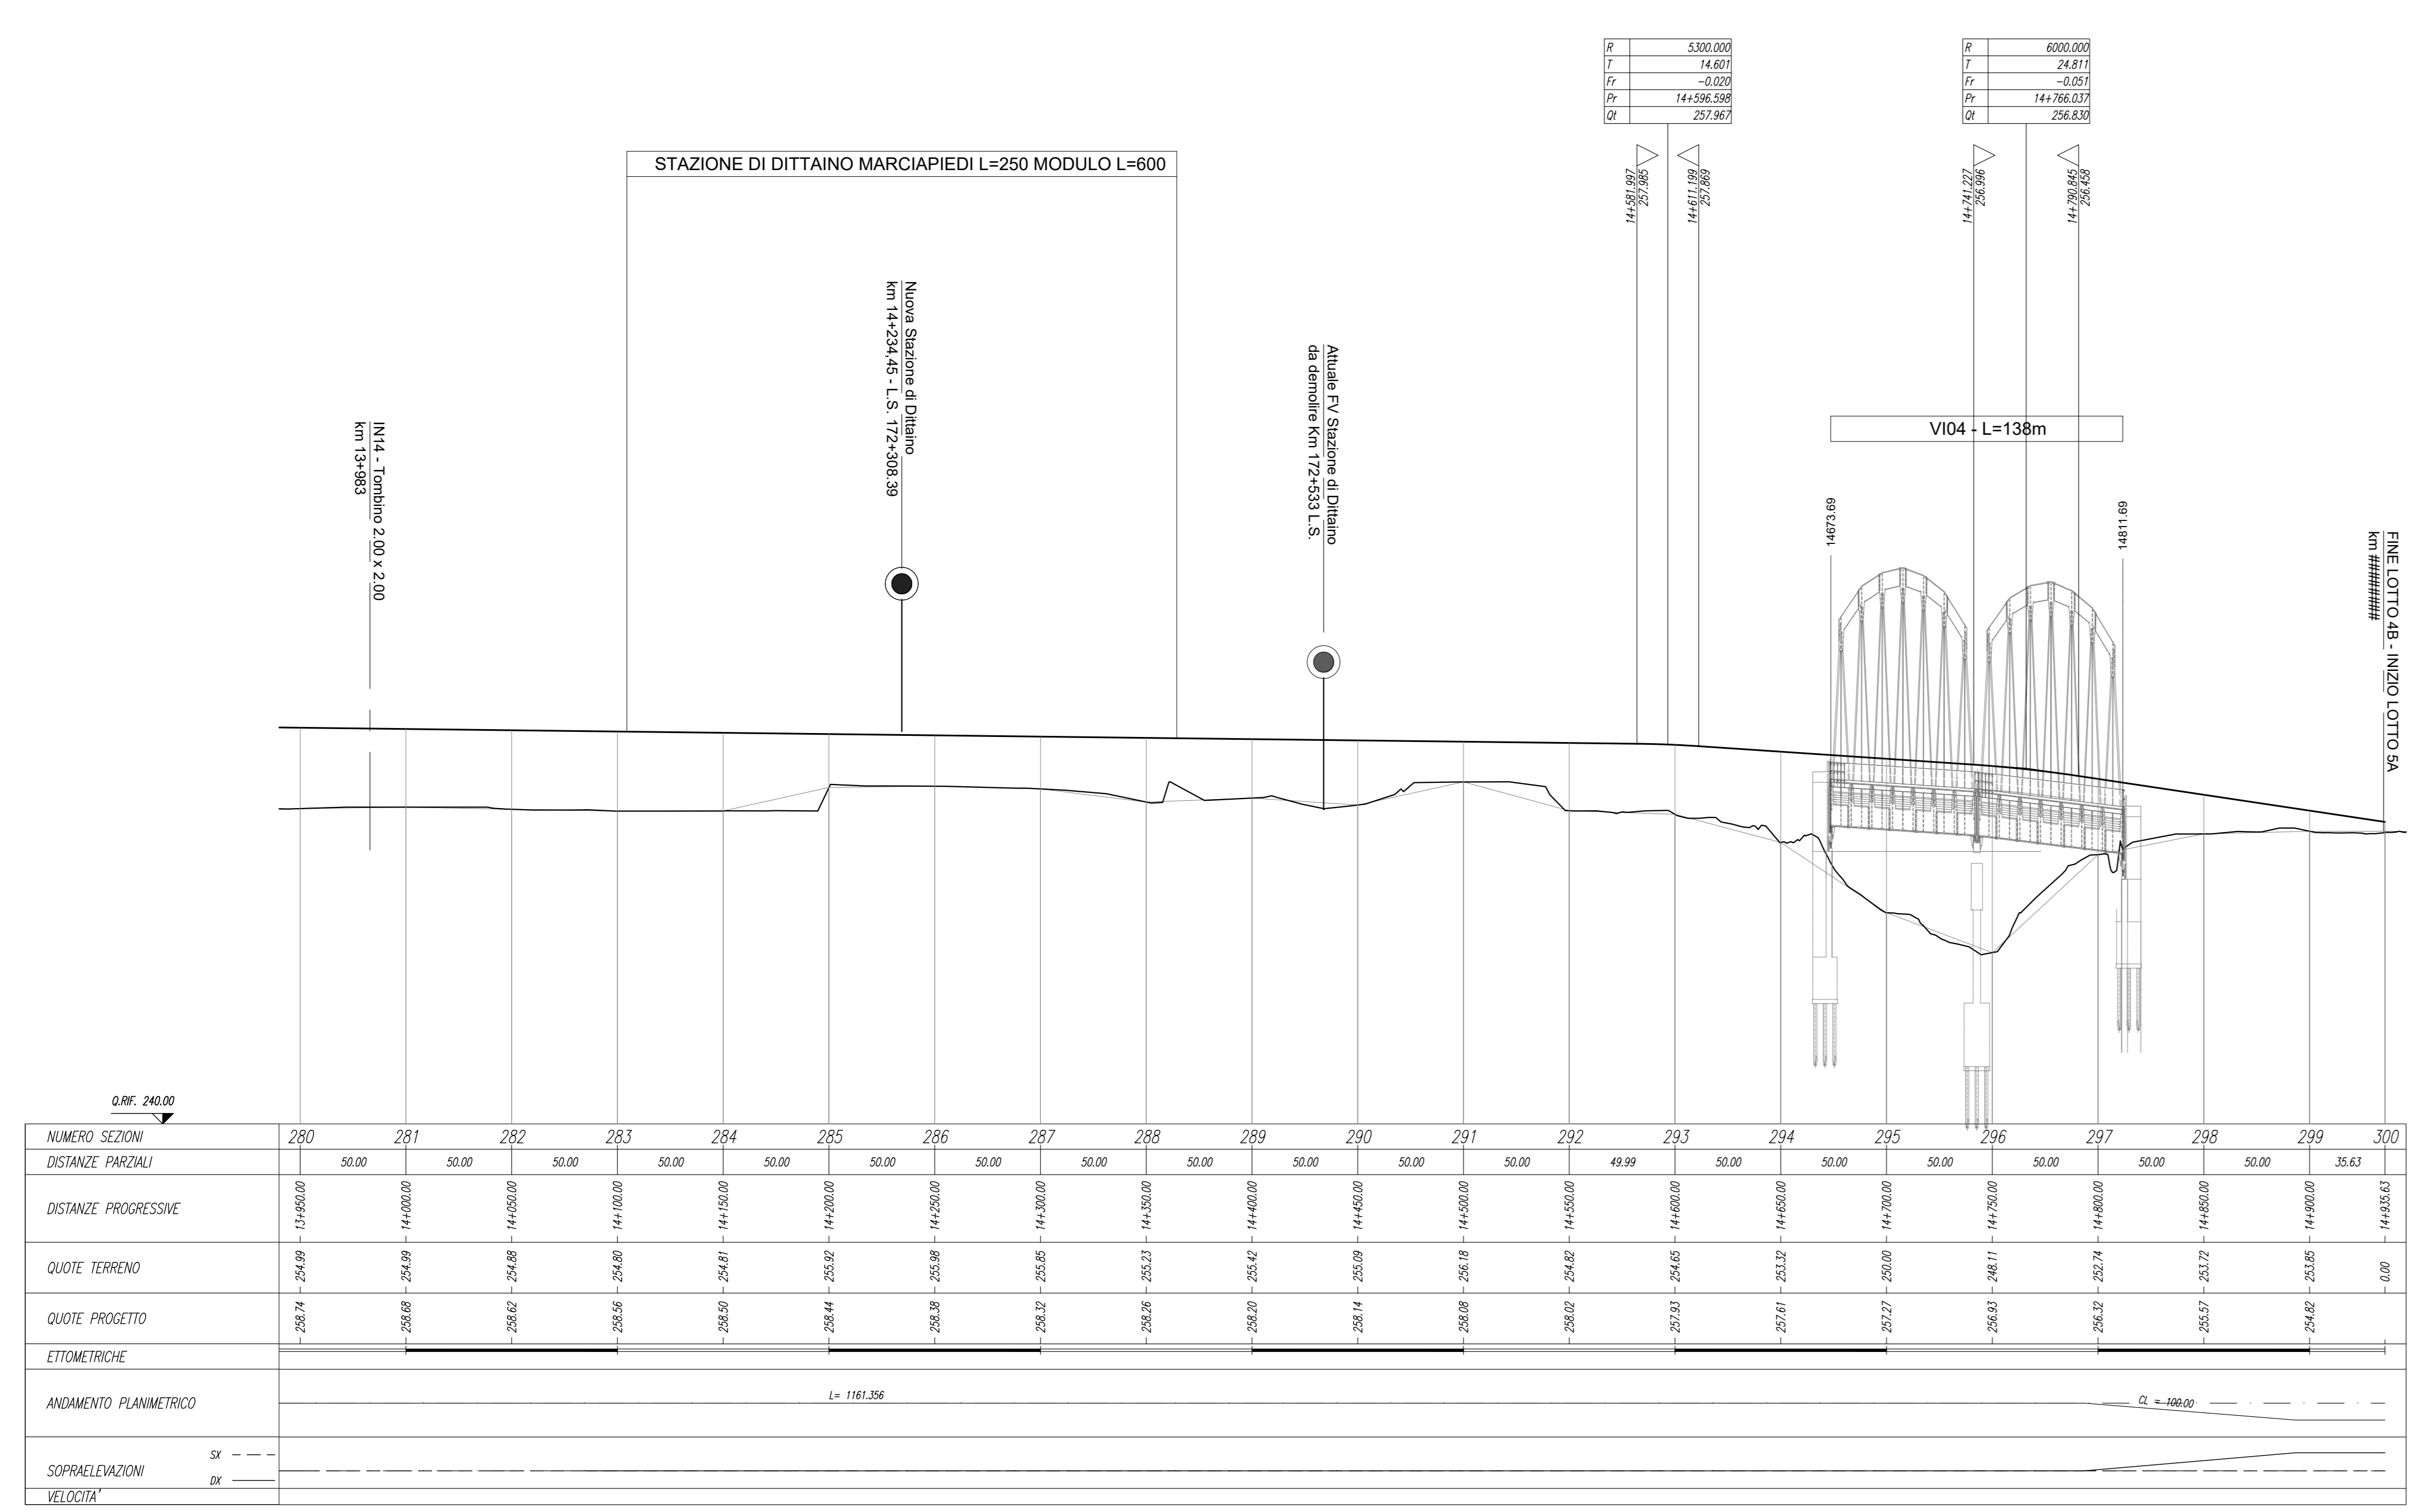 R 5300.000
T 14.601
Fr -0.020
Pr 14+596.598
Qt 257.967
R 6000.000
T 24.811
Fr -0.051
Pr 14+766.037
Qt 256.830
14+581.997
257.985
14+611.199
257.869
14+741.227
256.996
14+790.845
256.458
STAZIONE DI DITTAINO MARCIAPIEDI L=250 MODULO L=600
IN14 - Tombino 2.00 x 2.00
km 13+983
Nuova Stazione di Dittaino
km 14+234,45 - L.S. 172+308.39
Attuale FV Stazione di Dittaino
da demolire Km 172+533 L.S.
VI04 - L=138m
14673.69
14811.69
FINE LOTTO 4B - INIZIO LOTTO 5A
km ########
Q.RIF. 240.00
NUMERO SEZIONI 280 281 282 283 284 285 286 287 288 289 290 291 292 293 294 295 296 297 298 299 300
DISTANZE PARZIALI 50.00 50.00 50.00 50.00 50.00 50.00 50.00 50.00 50.00 50.00 50.00 50.00 49.99 50.00 50.00 50.00 50.00 50.00 50.00 35.63
DISTANZE PROGRESSIVE 13+950.00 14+000.00 14+050.00 14+100.00 14+150.00 14+200.00 14+250.00 14+300.00 14+350.00 14+400.00 14+450.00 14+500.00 14+550.00 14+600.00 14+650.00 14+700.00 14+750.00 14+800.00 14+850.00 14+900.00 14+935.63
QUOTE TERRENO 254.99 254.99 254.88 254.80 254.81 255.92 255.98 255.85 255.23 255.42 255.09 256.18 254.82 254.65 253.32 250.00 248.11 252.74 253.72 253.85 0.00
QUOTE PROGETTO 258.74 258.68 258.62 258.56 258.50 258.44 258.38 258.32 258.26 258.20 258.14 258.08 258.02 257.93 257.61 257.27 256.93 256.32 255.57 254.82
ETTOMETRICHE
ANDAMENTO PLANIMETRICO L= 1161.356 CL = 100.00
SOPRAELEVAZIONI SX DX
VELOCITA'